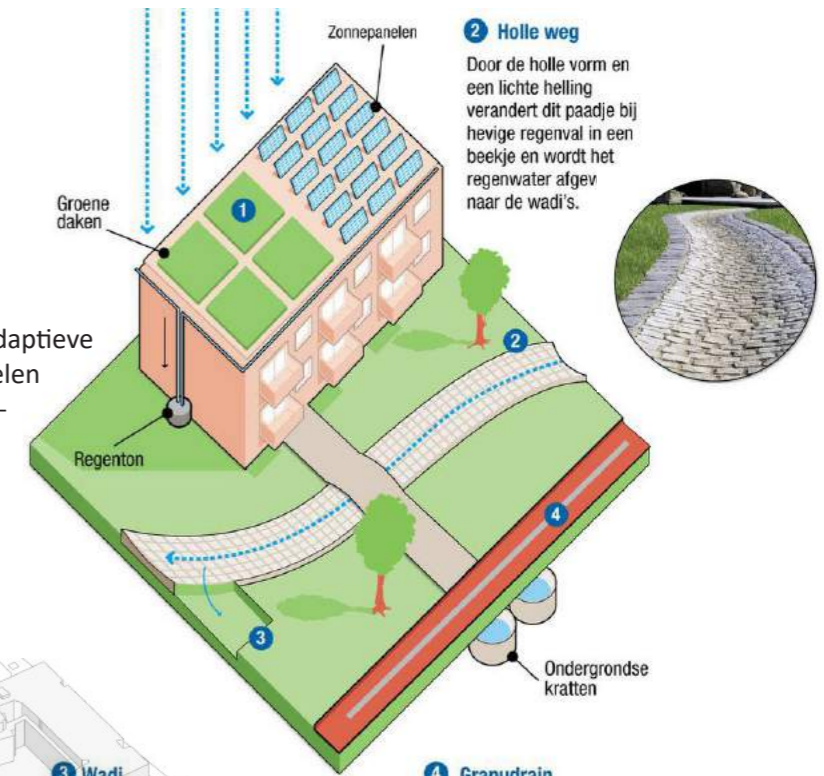 Zonnepanelen
2 Holle weg
Door de holle vorm en
een lichte helling
verandert dit paadje bij
hevige regenval in een
beekje en wordt het
regenwater afgev
naar de wadi's.
Groene
daken
1
daptieve
elen
-
2
Regenton
4
3
Ondergrondse
kratten
3 Wadi
4 Granudrain